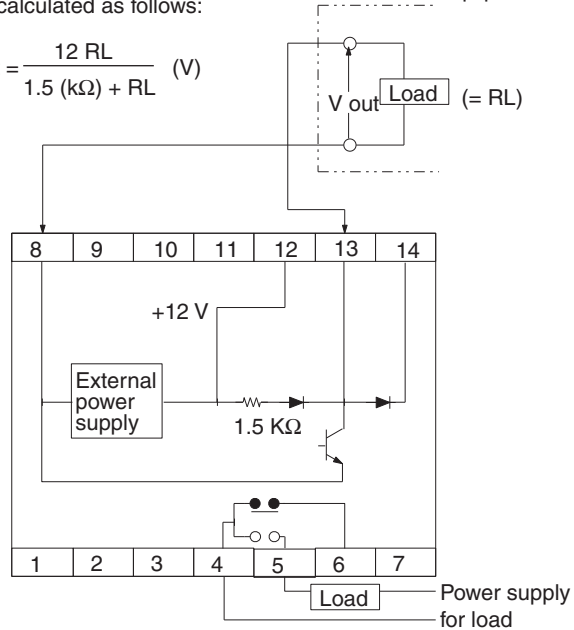 calculated as follows:
= 12 RL / 1.5 (kΩ) + RL (V)
V out
Load
(= RL)
8 9 10 11 12 13 14
+12 V
External
power
supply
1.5 KΩ
1 2 3 4 5 6 7
Load
Power supply
for load